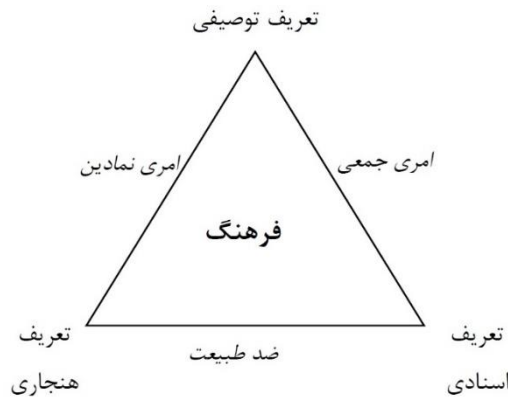 تعریف توصیفی
امری جمعی
امری نمادین
فرهنگ
تعریف
اسنادی
ضد طبیعت
تعریف
هنجاری